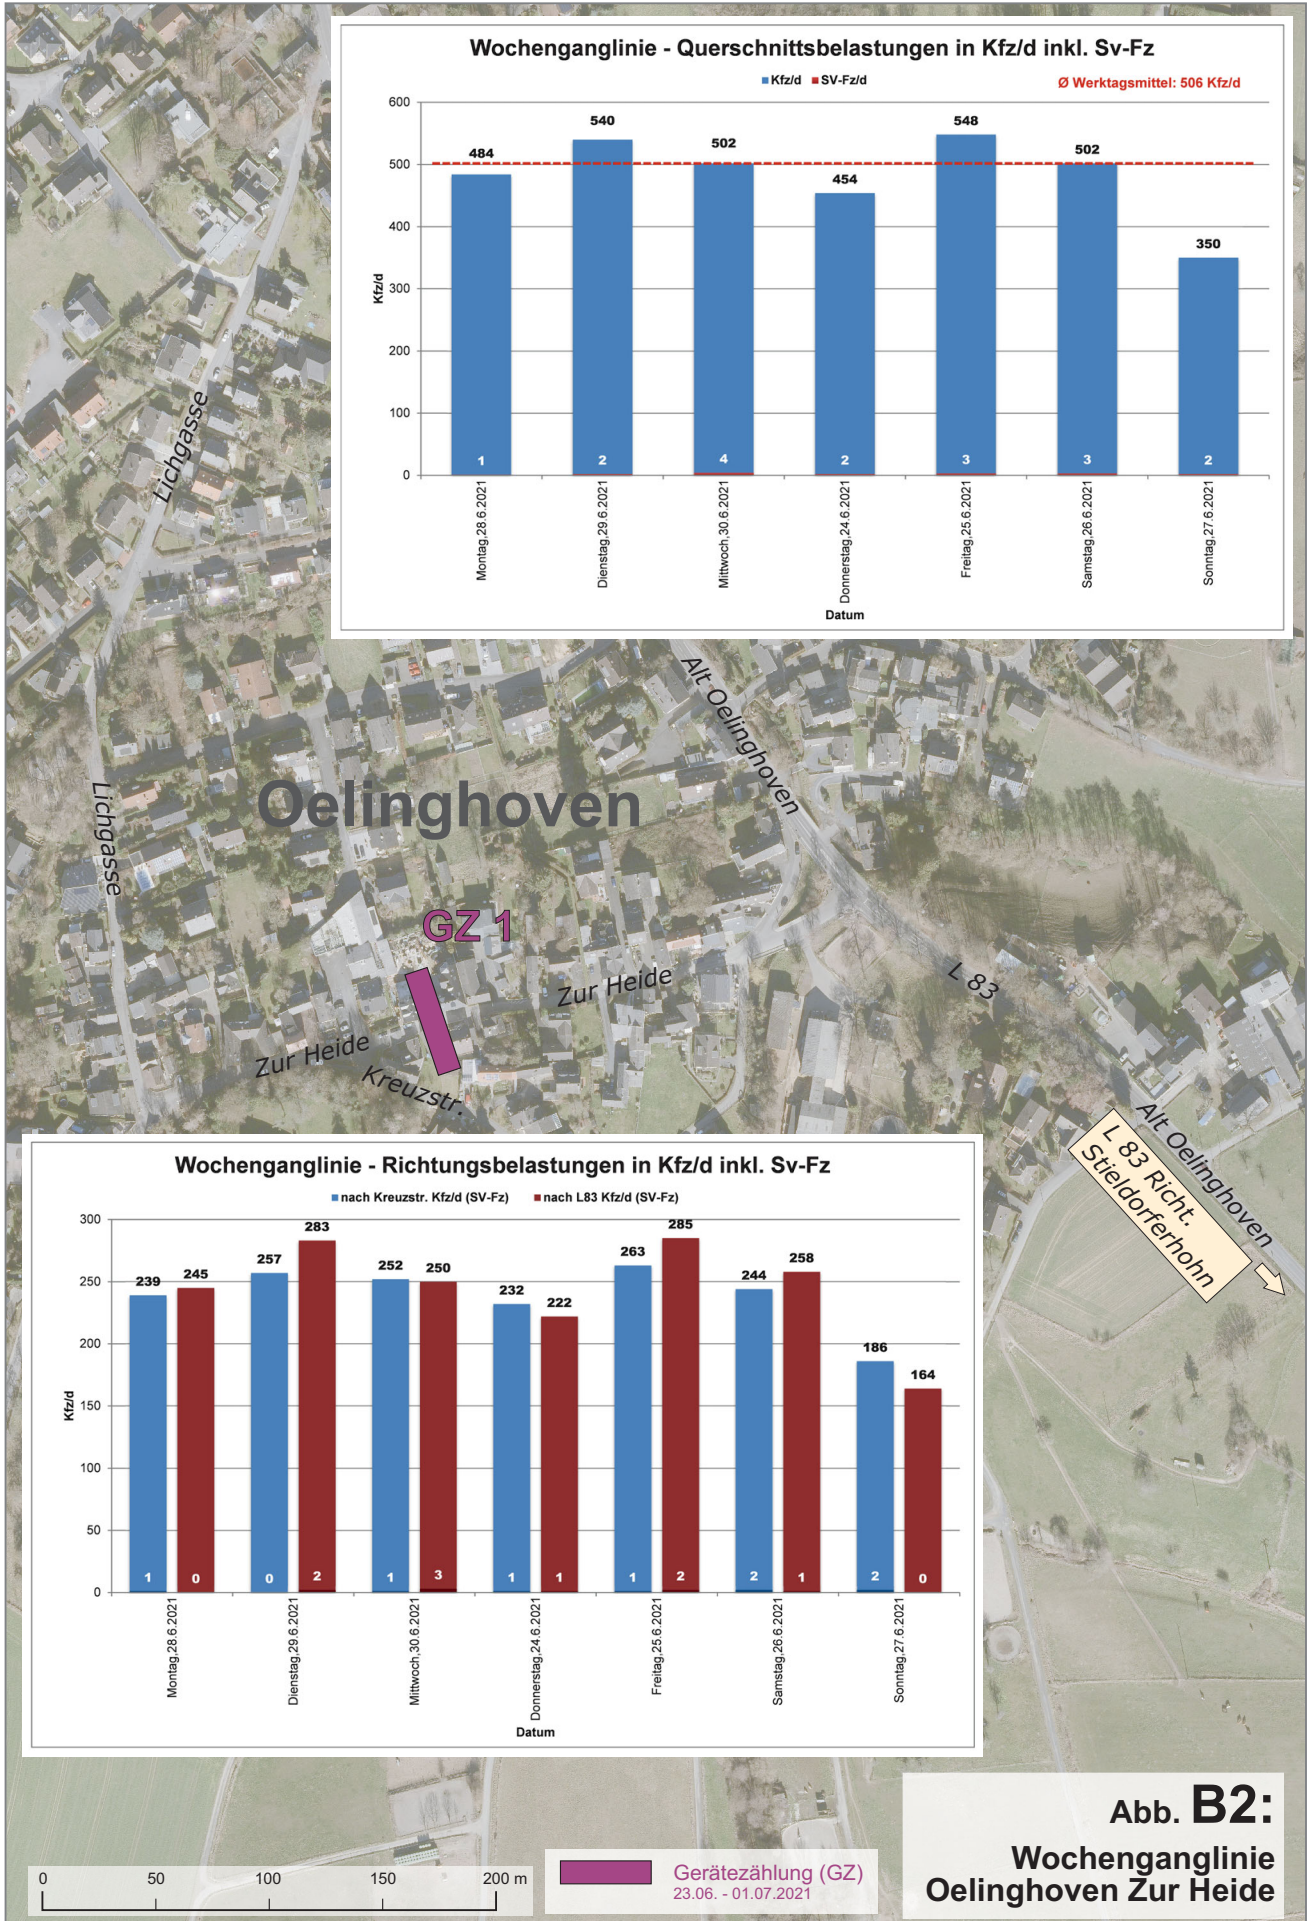 Wochenganglinie - Querschnittsbelastungen in Kfz/d inkl. Sv-Fz
Kfz/d SV-Fz/d
Ø Werktagsmittel: 506 Kfz/d
600
500
400
300
200
100
0
Kfz/d
484
540
502
454
548
502
350
1
2
4
2
3
3
2
Montag,28.6.2021
Dienstag,29.6.2021
Mittwoch,30.6.2021
Donnerstag,24.6.2021
Freitag,25.6.2021
Samstag,26.6.2021
Sonntag,27.6.2021
Datum
Lichgasse
Alt Oelinghoven
Oelinghoven
Lichgasse
GZ 1
L 83
Zur Heide
Zur Heide
Kreuzstr.
Alt Oelinghoven
L 83 Richt.
Stieldorferhohn
Wochenganglinie - Richtungsbelastungen in Kfz/d inkl. Sv-Fz
nach Kreuzstr. Kfz/d (SV-Fz) nach L83 Kfz/d (SV-Fz)
300
250
200
150
100
50
0
Kfz/d
239 245
257 283
252 250
232 222
263 285
244 258
186 164
1 0
0 2
1 3
1 1
1 2
2 1
2 0
Montag,28.6.2021
Dienstag,29.6.2021
Mittwoch,30.6.2021
Donnerstag,24.6.2021
Freitag,25.6.2021
Samstag,26.6.2021
Sonntag,27.6.2021
Datum
0 50 100 150 200 m
Gerätezählung (GZ)
23.06. - 01.07.2021
Abb. B2:
Wochenganglinie
Oelinghoven Zur Heide